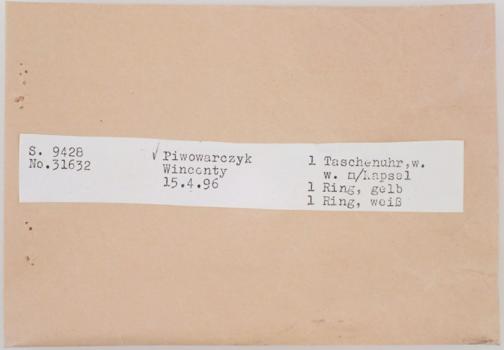 S. 9428
No.31632
√ Piwowarczyk
Wincenty
15.4.96
1 Taschenuhr,w.
w. m/Kapsel
1 Ring, gelb
1 Ring, weiß